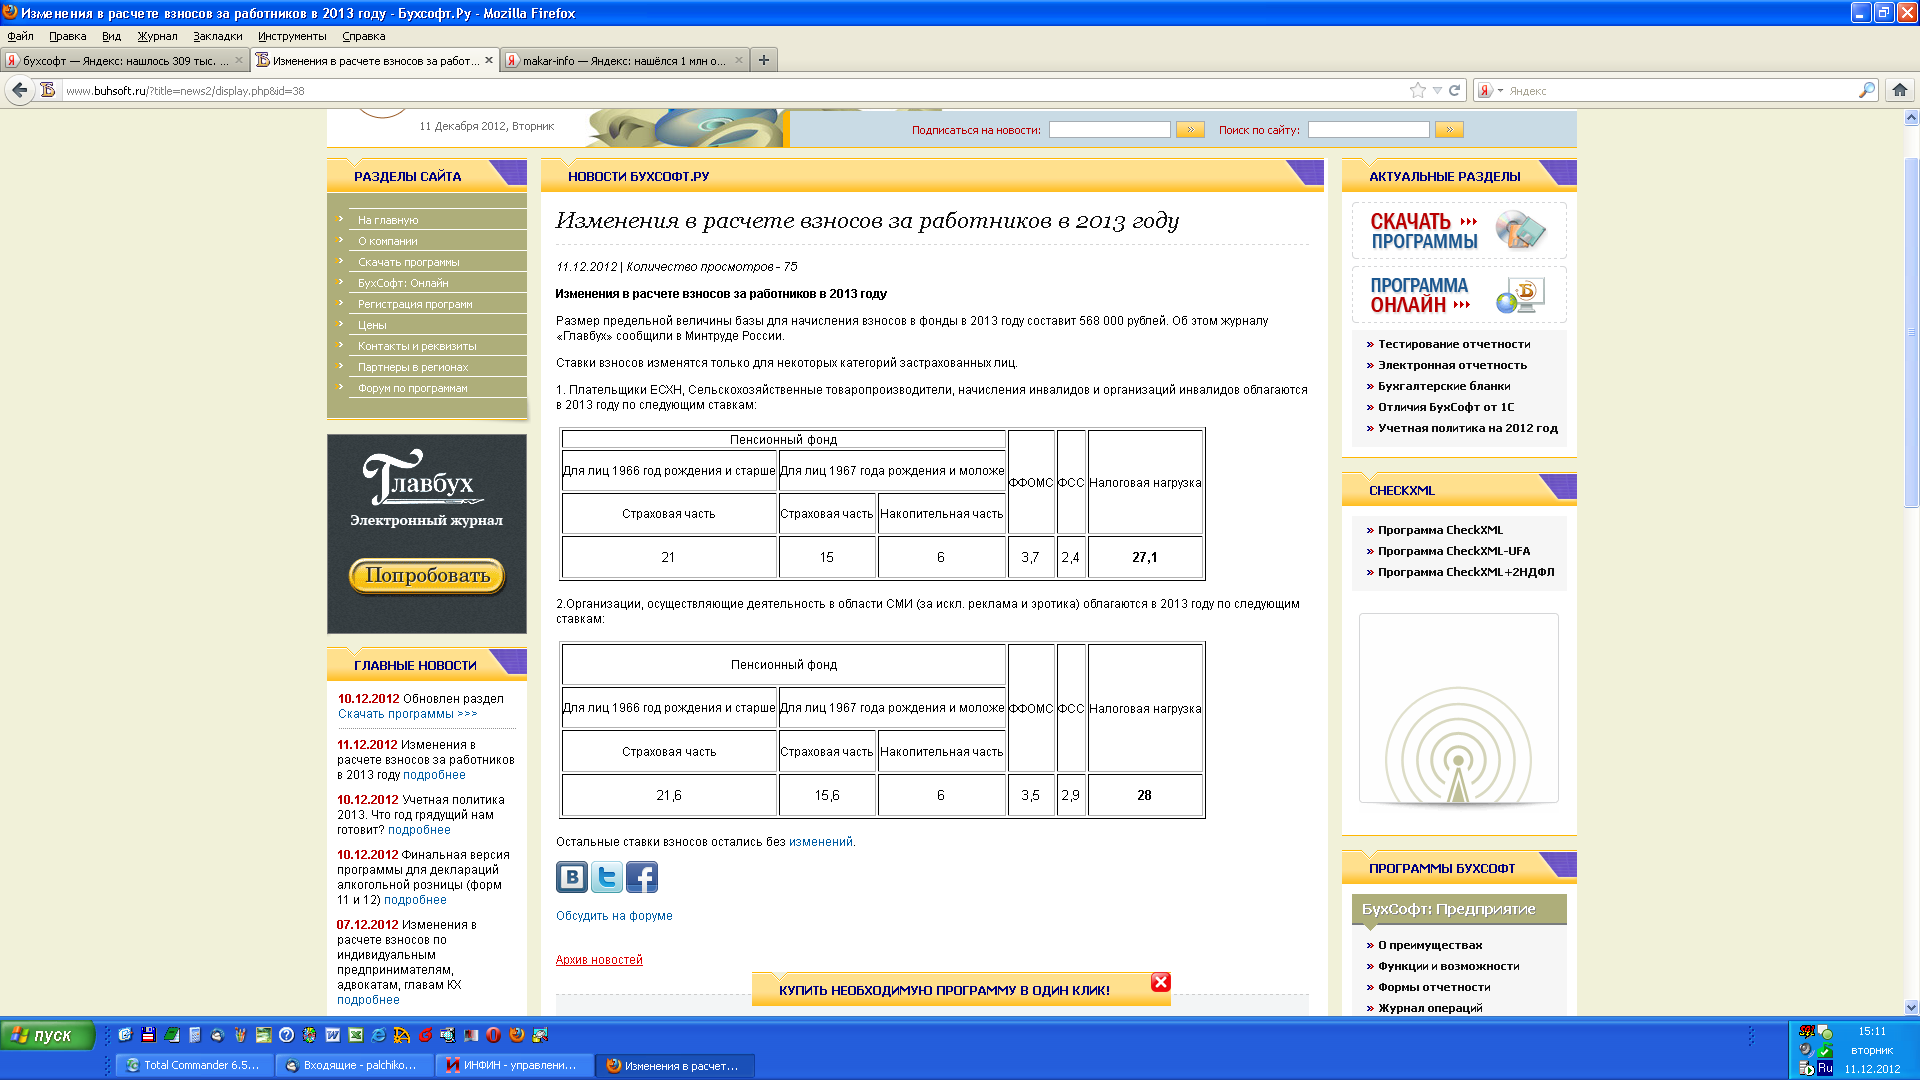 Изменения в расчете взносов за работников в 2013 году - Бухсофт.Ру - Mozilla Firefox
Файл Правка Вид Журнал Закладки Инструменты Справка
бухсофт — Яндекс: нашлось 309 тыс. ...
Изменения в расчете взносов за работ...
makar-info — Яндекс: нашёлся 1 млн о...
www.buhsoft.ru/?title=news2/display.php&id=38
Яндекс
11 Декабря 2012, Вторник
Подписаться на новости:
Поиск по сайту:
РАЗДЕЛЫ САЙТА
На главную
О компании
Скачать программы
БухСофт: Онлайн
Регистрация программ
Цены
Контакты и реквизиты
Партнеры в регионах
Форум по программам
Главбух
Электронный журнал
Попробовать
ГЛАВНЫЕ НОВОСТИ
10.12.2012 Обновлен раздел
Скачать программы >>>
11.12.2012 Изменения в
расчете взносов за работников
в 2013 году подробнее
10.12.2012 Учетная политика
2013. Что год грядущий нам
готовит? подробнее
10.12.2012 Финальная версия
программы для деклараций
алкогольной розницы (форм
11 и 12) подробнее
07.12.2012 Изменения в
расчете взносов по
индивидуальным
предпринимателям,
адвокатам, главам КХ
подробнее
НОВОСТИ БУХСОФТ.РУ
Изменения в расчете взносов за работников в 2013 году
11.12.2012 | Количество просмотров - 75
Изменения в расчете взносов за работников в 2013 году
Размер предельной величины базы для начисления взносов в фонды в 2013 году составит 568 000 рублей. Об этом журналу
«Главбух» сообщили в Минтруде России.
Ставки взносов изменятся только для некоторых категорий застрахованных лиц.
1. Плательщики ЕСХН, Сельскохозяйственные товаропроизводители, начисления инвалидов и организаций инвалидов облагаются
в 2013 году по следующим ставкам:
Пенсионный фонд
Для лиц 1966 год рождения и старше Для лиц 1967 года рождения и моложе
ФФОМС ФСС Налоговая нагрузка
Страховая часть Страховая часть Накопительная часть
21 15 6 3,7 2,4 27,1
2.Организации, осуществляющие деятельность в области СМИ (за искл. реклама и эротика) облагаются в 2013 году по следующим
ставкам:
Пенсионный фонд
Для лиц 1966 год рождения и старше Для лиц 1967 года рождения и моложе
ФФОМС ФСС Налоговая нагрузка
Страховая часть Страховая часть Накопительная часть
21,6 15,6 6 3,5 2,9 28
Остальные ставки взносов остались без изменений.
Обсудить на форуме
Архив новостей
КУПИТЬ НЕОБХОДИМУЮ ПРОГРАММУ В ОДИН КЛИК!
АКТУАЛЬНЫЕ РАЗДЕЛЫ
СКАЧАТЬ
ПРОГРАММЫ
ПРОГРАММА
ОНЛАЙН
» Тестирование отчетности
» Электронная отчетность
» Бухгалтерские бланки
» Отличия БухСофт от 1С
» Учетная политика на 2012 год
CHECKXML
» Программа CheckXML
» Программа CheckXML-UFA
» Программа CheckXML+2НДФЛ
ПРОГРАММЫ БУХСОФТ
БухСофт: Предприятие
» О преимуществах
» Функции и возможности
» Формы отчетности
» Журнал операций
пуск
Total Commander 6.5...
Входящие - palchiko...
ИНФИН - управлени...
Изменения в расчет...
15:11
вторник
Ru 11.12.2012